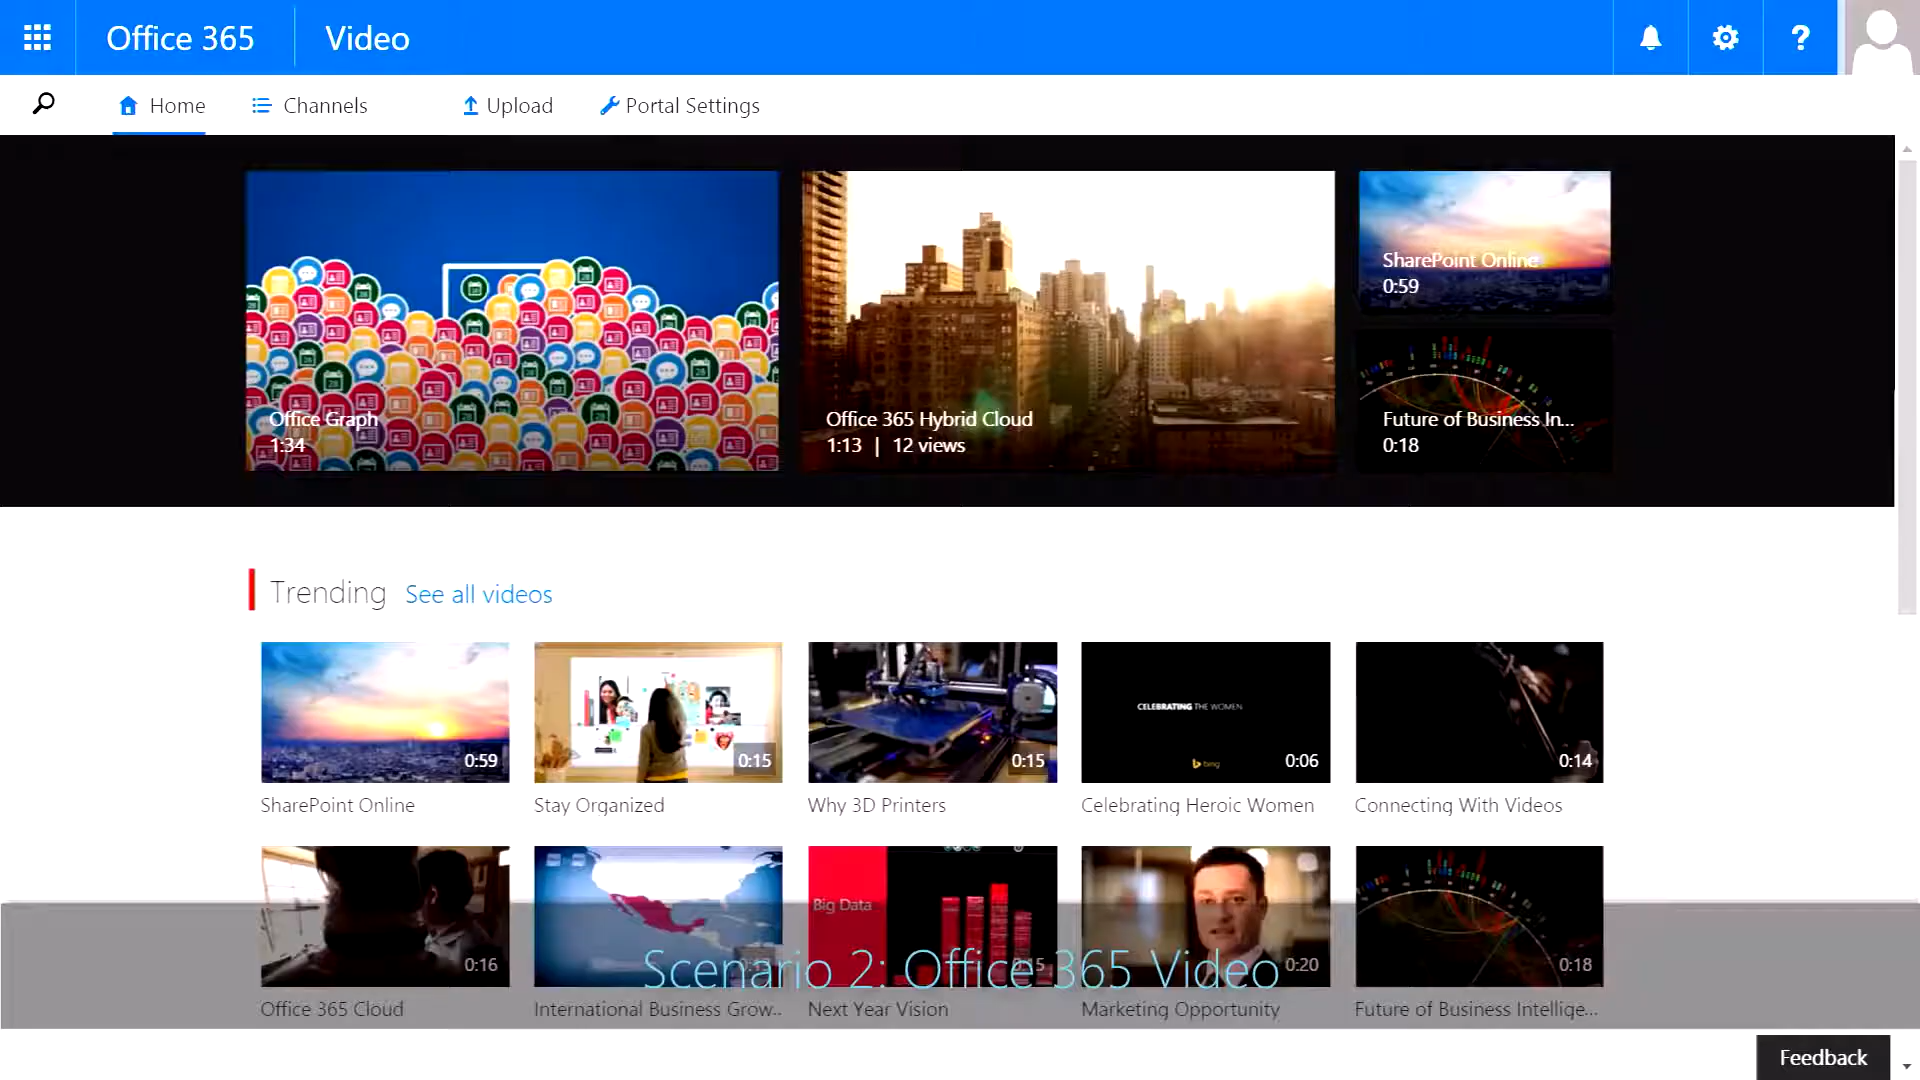 Office 365
Video
Home
Channels
Upload
Portal Settings
Office Graph
1:34
Office 365 Hybrid Cloud
1:13 | 12 views
SharePoint Online
0:59
Future of Business In...
0:18
Trending
See all videos
0:59
0:15
0:15
CELEBRATING THE WOMEN
bing
0:06
0:14
SharePoint Online
Stay Organized
Why 3D Printers
Celebrating Heroic Women
Connecting With Videos
Big Data
0:16
0:20
0:18
Scenario 2: Office 365 Video
Office 365 Cloud
International Business Grow...
Next Year Vision
Marketing Opportunity
Future of Business Intellige...
Feedback